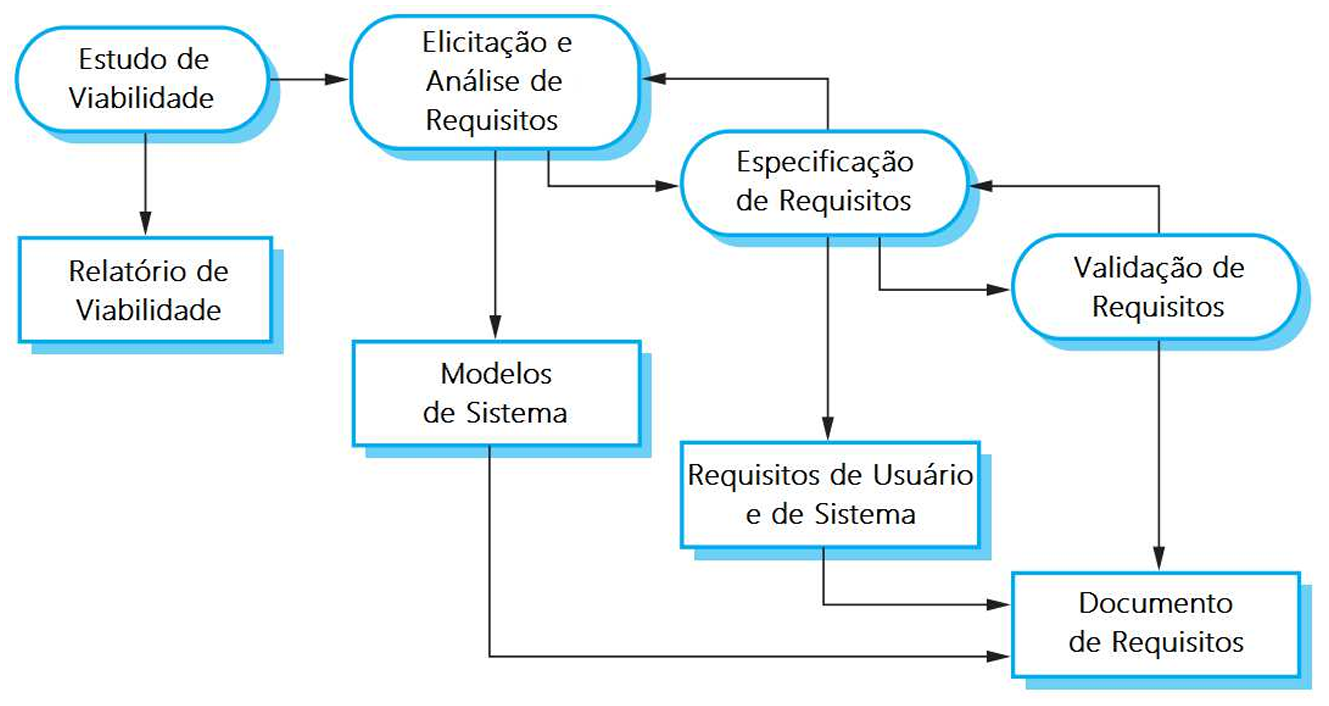 Estudo de
Viabilidade
Elicitação e
Análise de
Requisitos
Especificação
de Requisitos
Validação de
Requisitos
Relatório de
Viabilidade
Modelos
de Sistema
Requisitos de Usuário
e de Sistema
Documento
de Requisitos